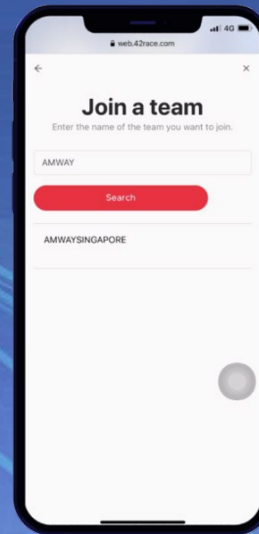 4G
web.42race.com
Join a team
Enter the name of the team you want to join.
AMWAY
Search
AMWAYSINGAPORE